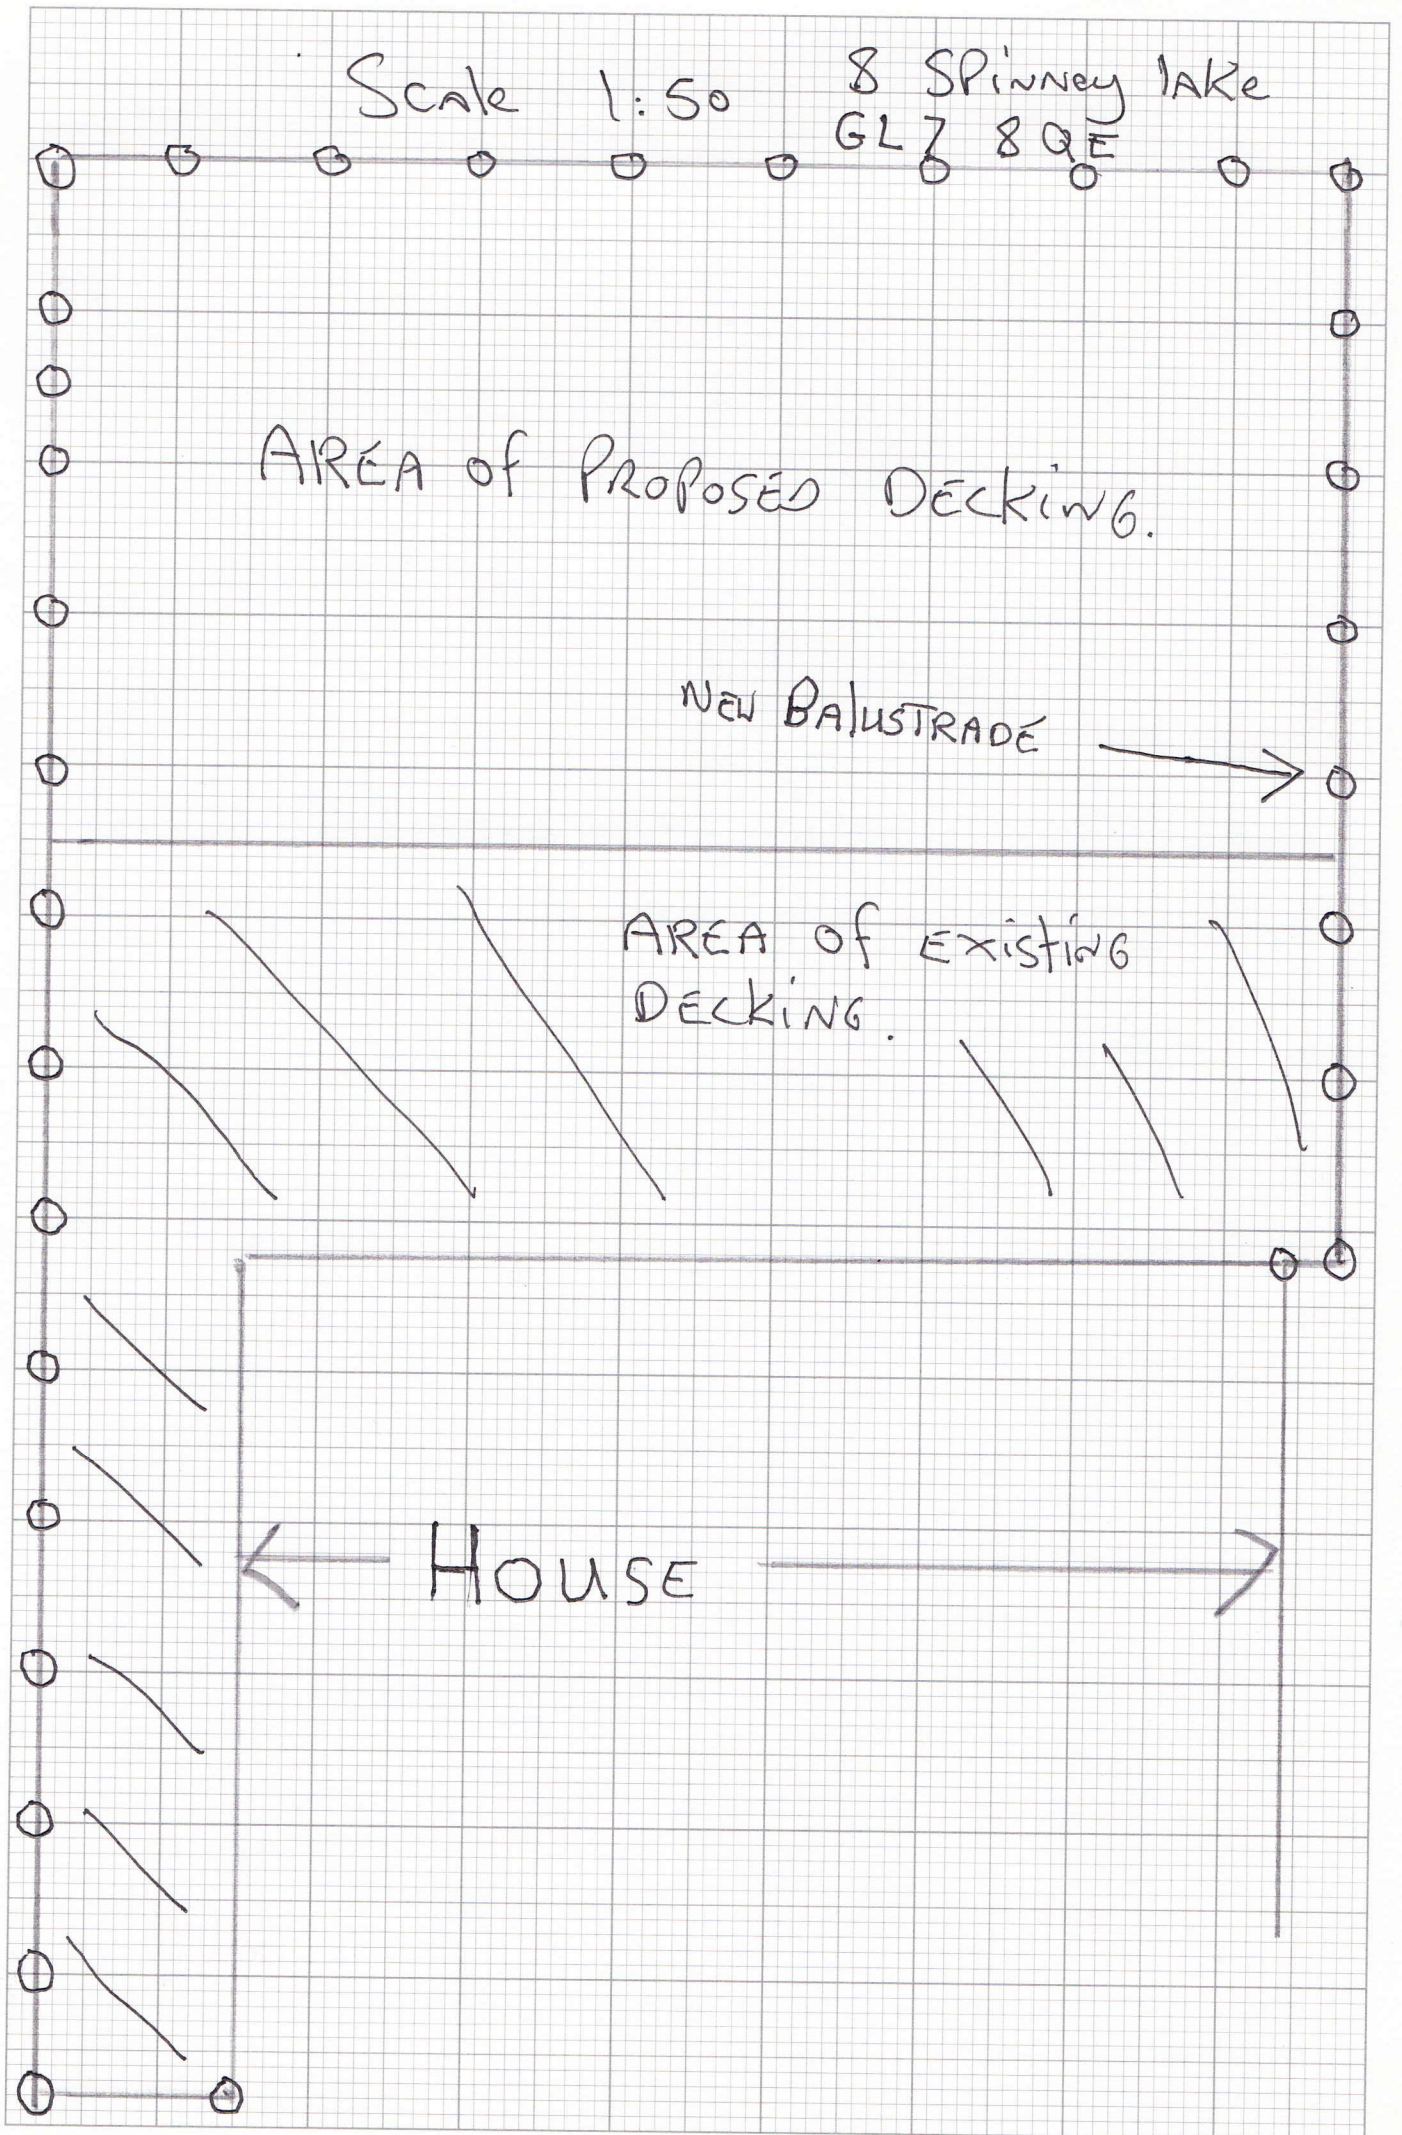 Scale 1:50
8 SPiNNey lAKe
GL7 8QE
AREA of PROPOSED DECKiNG.
NEW BAlUSTRADE
AREA of ExistiNG
DECKiNG.
HOUSE